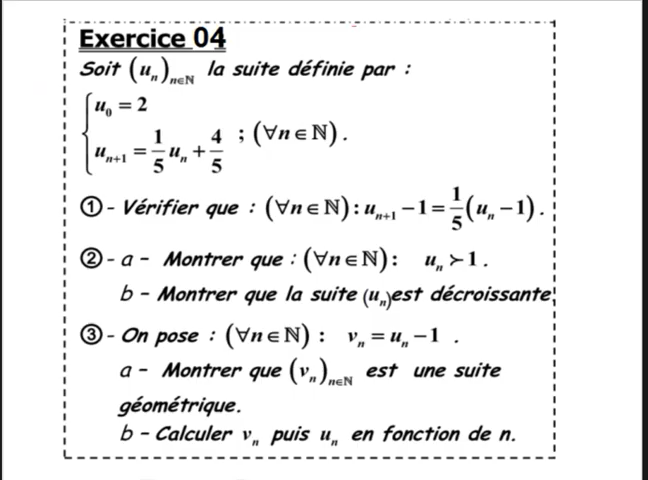 Exercice 04
Soit (u_n)_{n∈ℕ} la suite définie par :
{ u_0 = 2
u_{n+1} = 1/5 u_n + 4/5 ; (∀n∈ℕ).
① - Vérifier que : (∀n∈ℕ) : u_{n+1} − 1 = 1/5 (u_n − 1).
② - a - Montrer que : (∀n∈ℕ) : u_n ≻ 1.
b - Montrer que la suite (u_n) est décroissante
③ - On pose : (∀n∈ℕ) : v_n = u_n − 1 .
a - Montrer que (v_n)_{n∈ℕ} est une suite
géométrique.
b - Calculer v_n puis u_n en fonction de n.